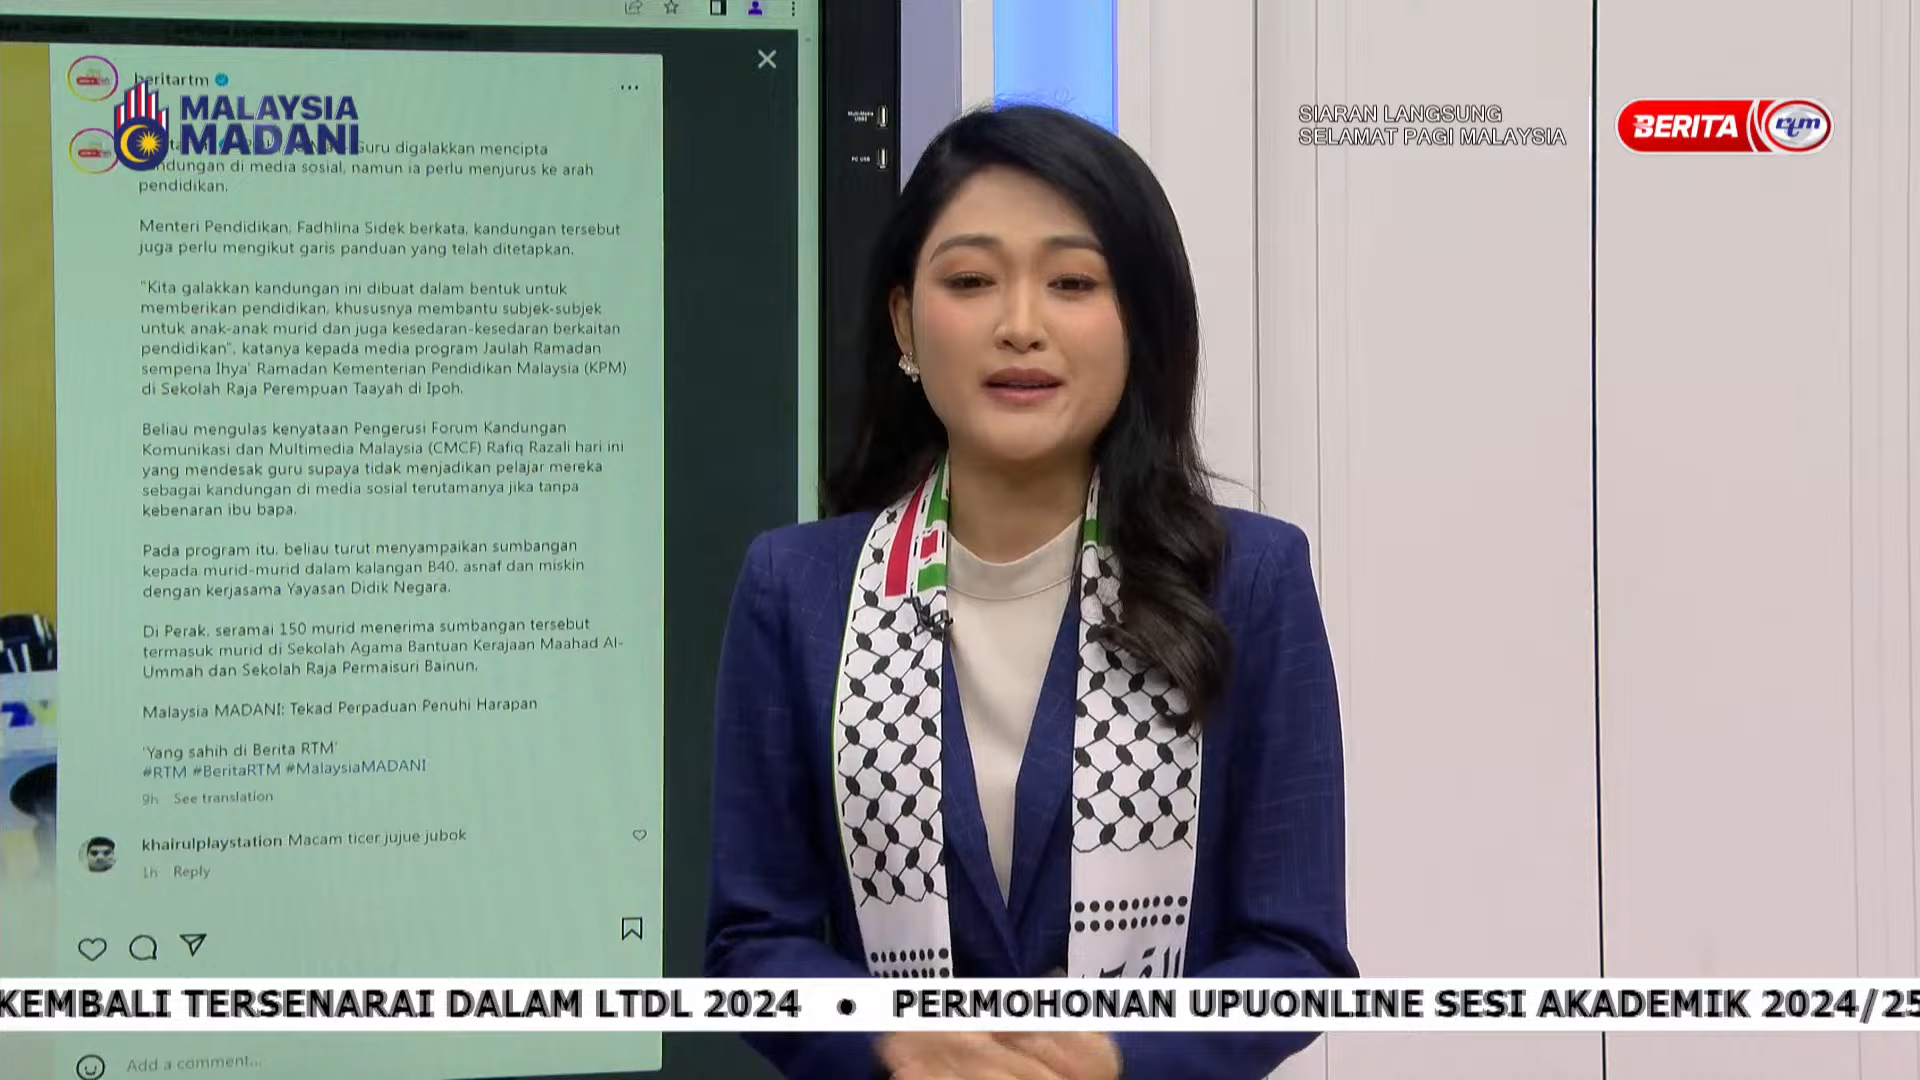 beritartm
MALAYSIA
MADANI
Guru digalakkan mencipta
kandungan di media sosial, namun ia perlu menjurus ke arah
pendidikan.
Menteri Pendidikan, Fadhlina Sidek berkata, kandungan tersebut
juga perlu mengikut garis panduan yang telah ditetapkan.
"Kita galakkan kandungan ini dibuat dalam bentuk untuk
memberikan pendidikan, khususnya membantu subjek-subjek
untuk anak-anak murid dan juga kesedaran-kesedaran berkaitan
pendidikan", katanya kepada media program Jaulah Ramadan
sempena Ihya' Ramadan Kementerian Pendidikan Malaysia (KPM)
di Sekolah Raja Perempuan Taayah di Ipoh.
Beliau mengulas kenyataan Pengerusi Forum Kandungan
Komunikasi dan Multimedia Malaysia (CMCF) Rafiq Razali hari ini
yang mendesak guru supaya tidak menjadikan pelajar mereka
sebagai kandungan di media sosial terutamanya jika tanpa
kebenaran ibu bapa.
Pada program itu, beliau turut menyampaikan sumbangan
kepada murid-murid dalam kalangan B40, asnaf dan miskin
dengan kerjasama Yayasan Didik Negara.
Di Perak, seramai 150 murid menerima sumbangan tersebut
termasuk murid di Sekolah Agama Bantuan Kerajaan Maahad Al-
Ummah dan Sekolah Raja Permaisuri Bainun.
Malaysia MADANI: Tekad Perpaduan Penuhi Harapan
'Yang sahih di Berita RTM'
#RTM #BeritaRTM #MalaysiaMADANI
9h See translation
khairulplaystation Macam ticer jujue jubok
1h Reply
Add a comment...
Multi-Media
USB2
PC USB
SIARAN LANGSUNG
SELAMAT PAGI MALAYSIA
BERITA rtm
KEMBALI TERSENARAI DALAM LTDL 2024 • PERMOHONAN UPUONLINE SESI AKADEMIK 2024/25